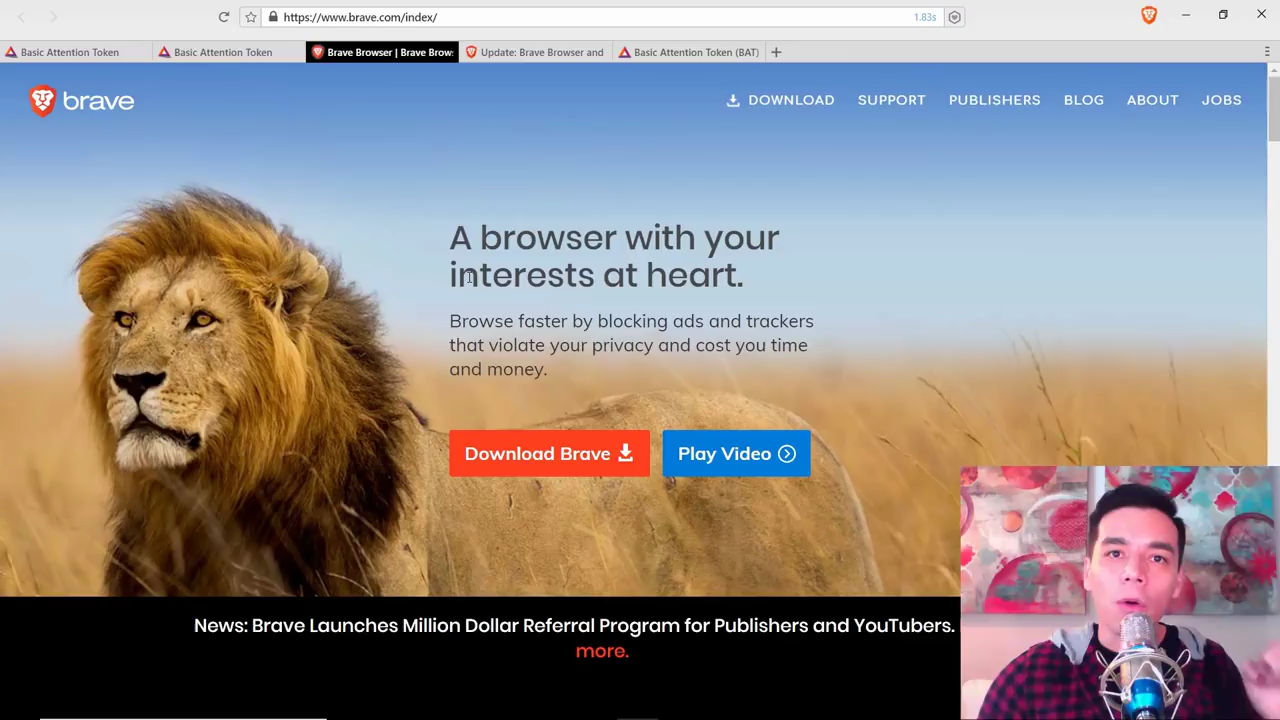 https://www.brave.com/index/
1.83s
Basic Attention Token
Basic Attention Token
Brave Browser | Brave Brow
Update: Brave Browser and
Basic Attention Token (BAT)
brave
DOWNLOAD
SUPPORT
PUBLISHERS
BLOG
ABOUT
JOBS
A browser with your
interests at heart.
Browse faster by blocking ads and trackers
that violate your privacy and cost you time
and money.
Download Brave
Play Video
News: Brave Launches Million Dollar Referral Program for Publishers and YouTubers.
more.